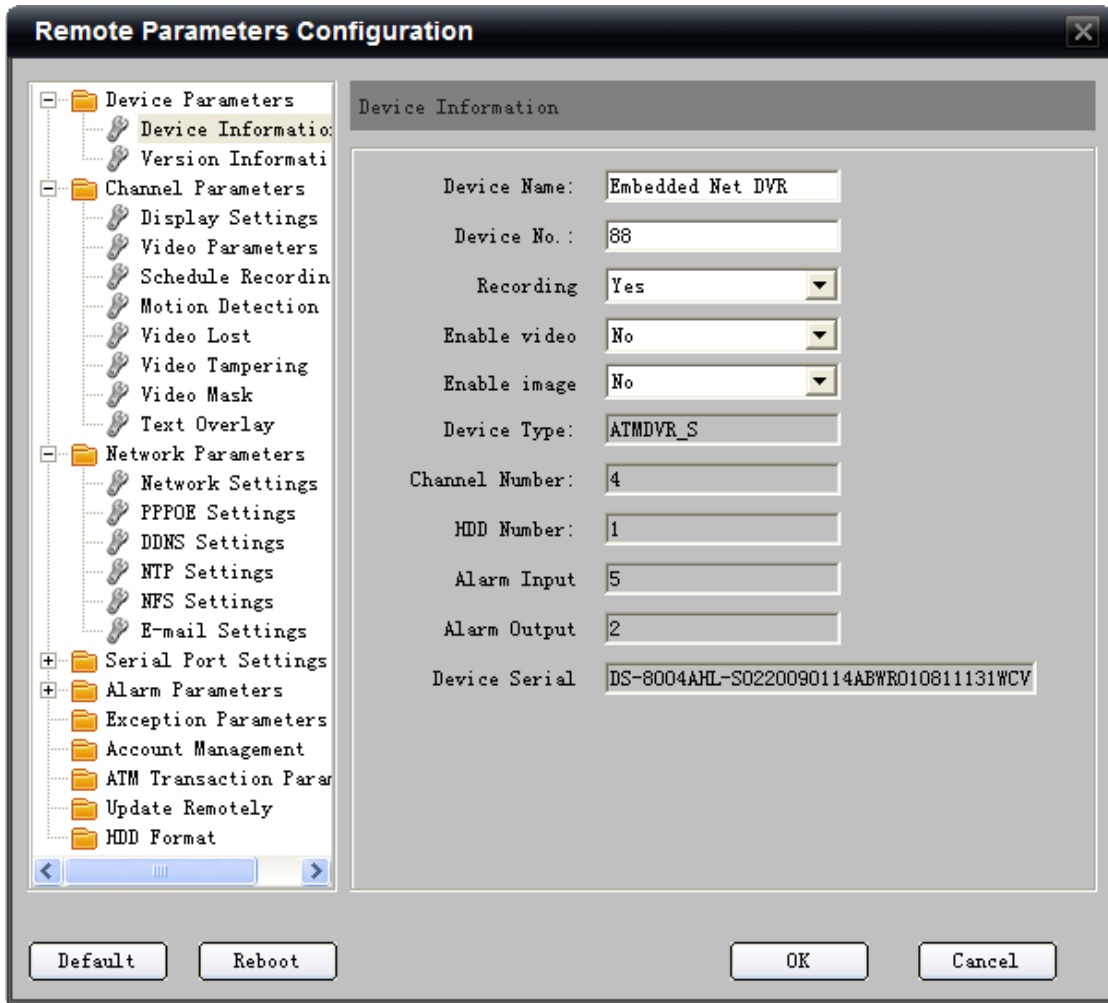 Remote Parameters Configuration
Device Parameters
Device Informatio
Version Informati
Channel Parameters
Display Settings
Video Parameters
Schedule Recordin
Motion Detection
Video Lost
Video Tampering
Video Mask
Text Overlay
Network Parameters
Network Settings
PPPOE Settings
DDNS Settings
NTP Settings
NFS Settings
E-mail Settings
Serial Port Settings
Alarm Parameters
Exception Parameters
Account Management
ATM Transaction Param
Update Remotely
HDD Format
Device Information
Device Name: Embedded Net DVR
Device No.: 88
Recording Yes
Enable video No
Enable image No
Device Type: ATMDVR_S
Channel Number: 4
HDD Number: 1
Alarm Input 5
Alarm Output 2
Device Serial DS-8004AHL-S0220090114ABWR010811131WCV
Default Reboot OK Cancel